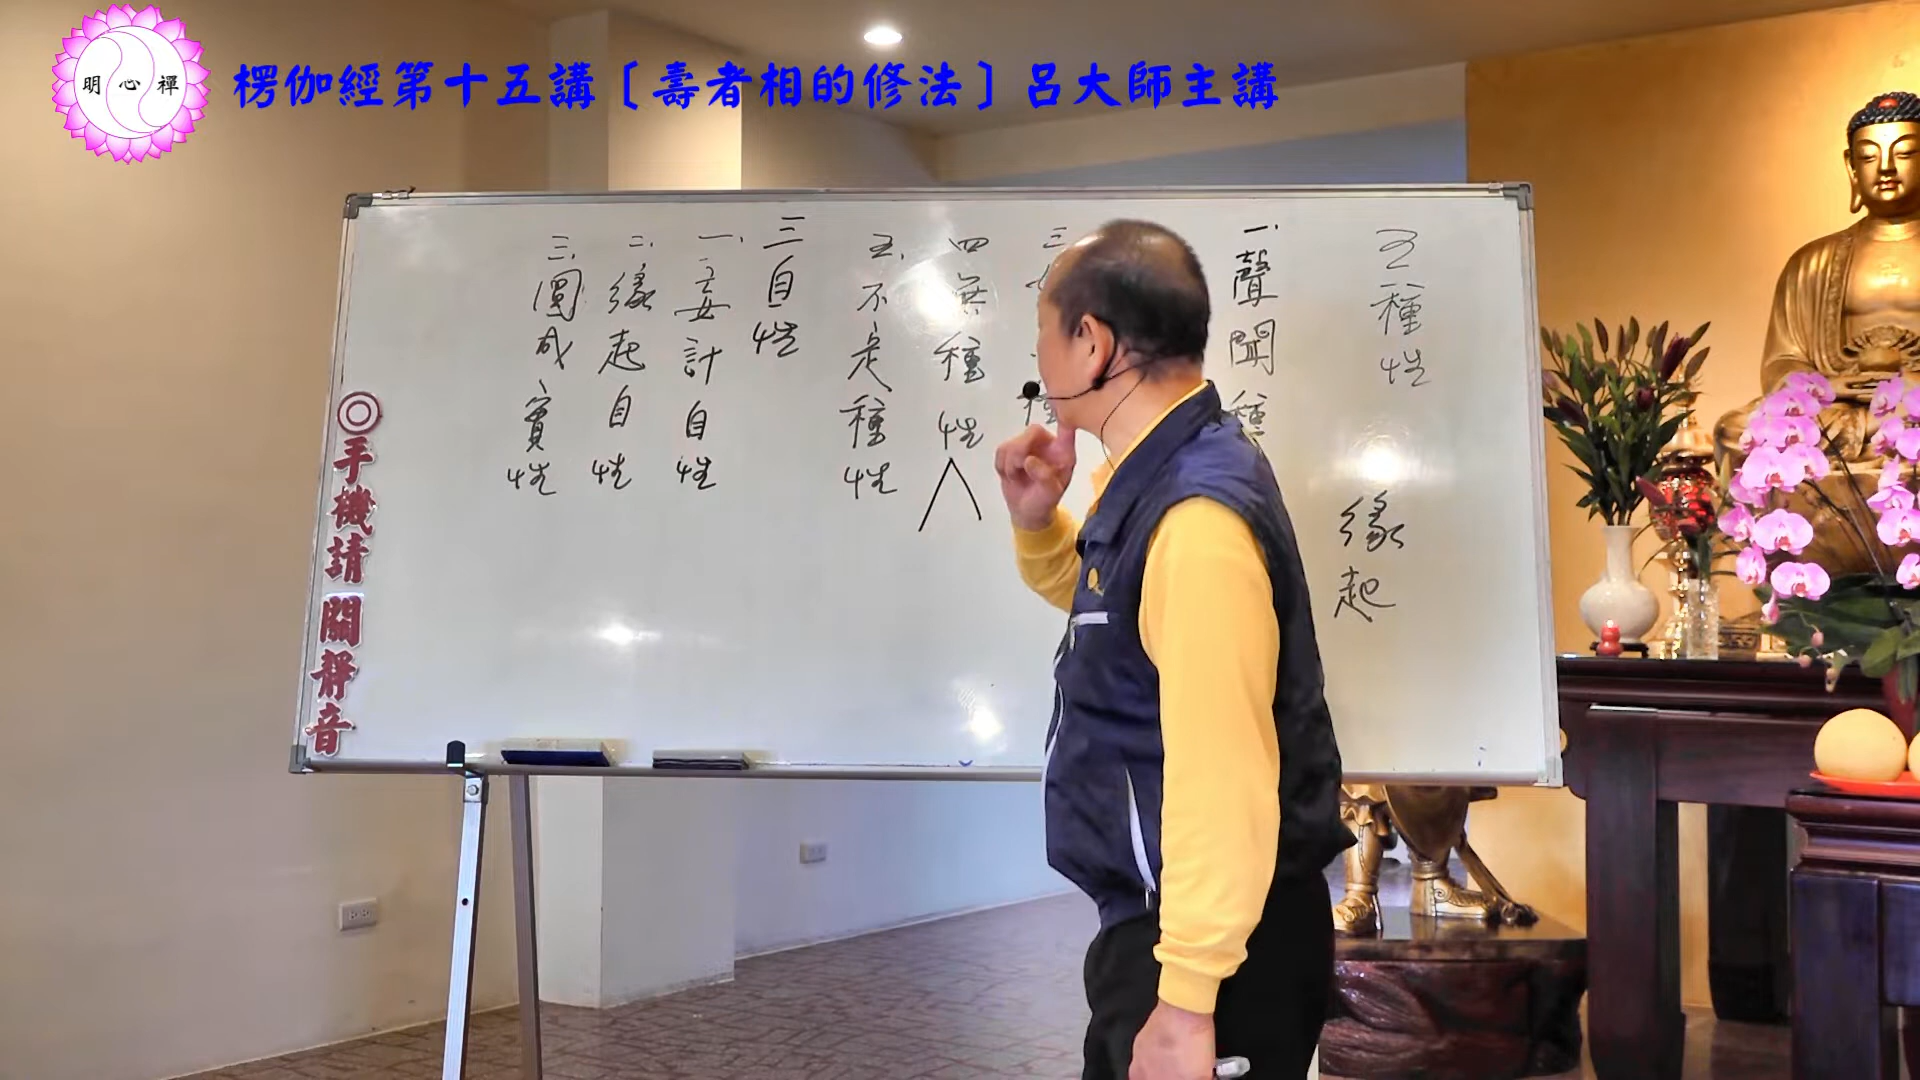 明心禪
楞伽經第十五講〔壽者相的修法〕呂大師主講
五種性
緣起
一、聲聞種
三、
種
四無種性
五、不定種性
三自性
一、妄計自性
二、緣起自性
三、圓成實性
◎手機請關靜音